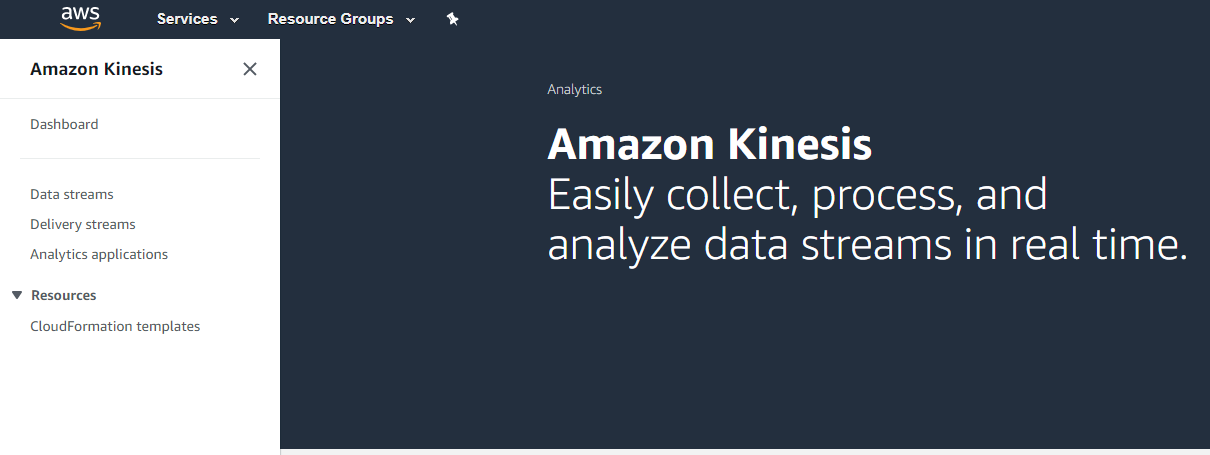 aws
Services
Resource Groups
Amazon Kinesis
Dashboard
Data streams
Delivery streams
Analytics applications
Resources
CloudFormation templates
Analytics
Amazon Kinesis
Easily collect, process, and
analyze data streams in real time.